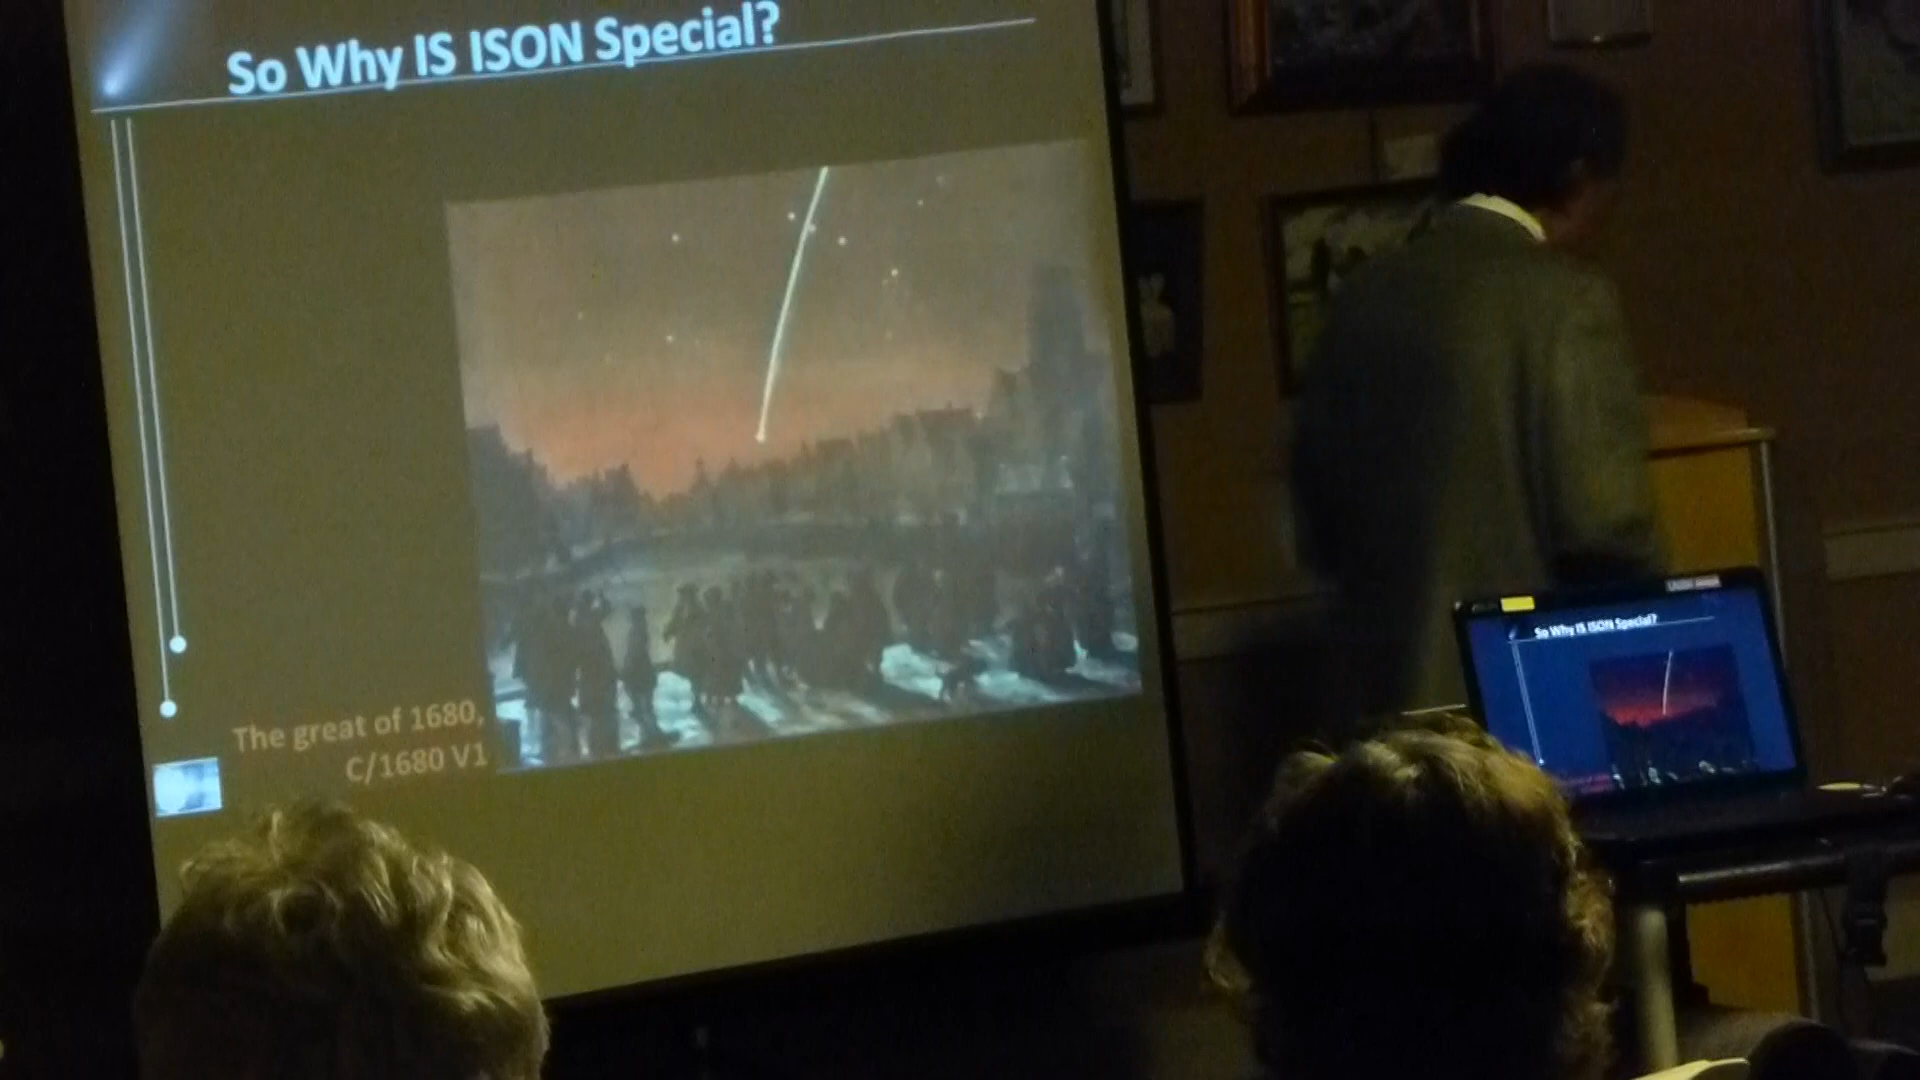 So Why IS ISON Special?
The great of 1680,
C/1680 V1
So Why IS ISON Special?